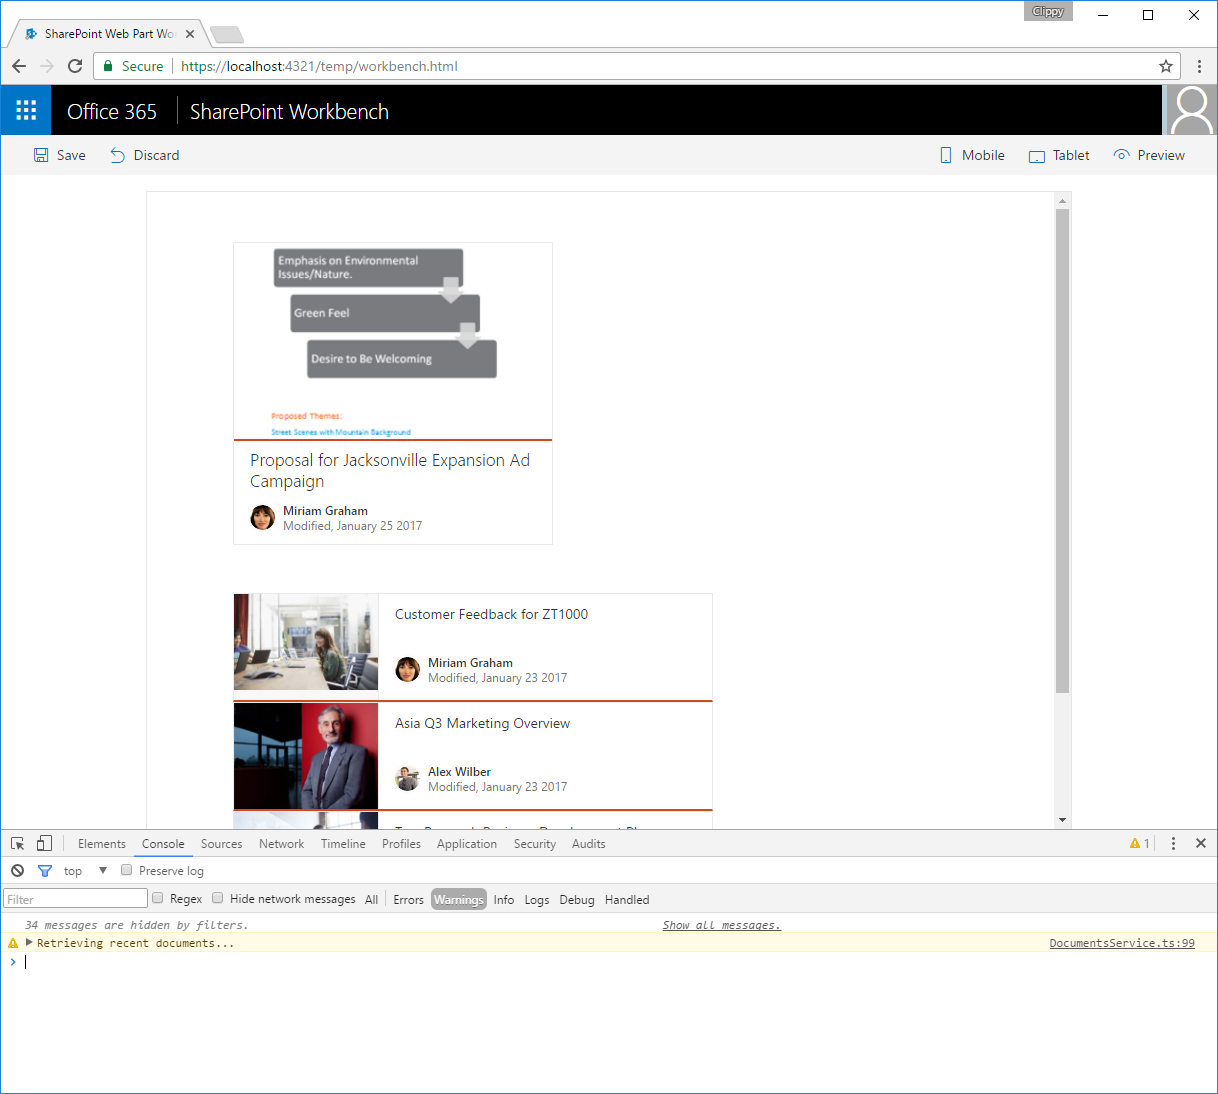 Clippy
SharePoint Web Part Wor
Secure https://localhost:4321/temp/workbench.html
Office 365 SharePoint Workbench
Save Discard Mobile Tablet Preview
Emphasis on Environmental
Issues/Nature.
Green Feel
Desire to Be Welcoming
Proposed Themes:
Street Scenes with Mountain Background
Proposal for Jacksonville Expansion Ad
Campaign
Miriam Graham
Modified, January 25 2017
Customer Feedback for ZT1000
Miriam Graham
Modified, January 23 2017
Asia Q3 Marketing Overview
Alex Wilber
Modified, January 23 2017
Elements Console Sources Network Timeline Profiles Application Security Audits 1
top Preserve log
Filter Regex Hide network messages All Errors Warnings Info Logs Debug Handled
34 messages are hidden by filters. Show all messages.
Retrieving recent documents... DocumentsService.ts:99